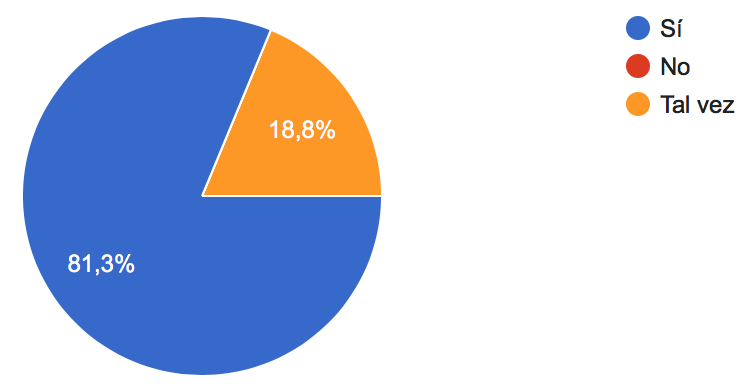 Sí
No
Tal vez
18,8%
81,3%